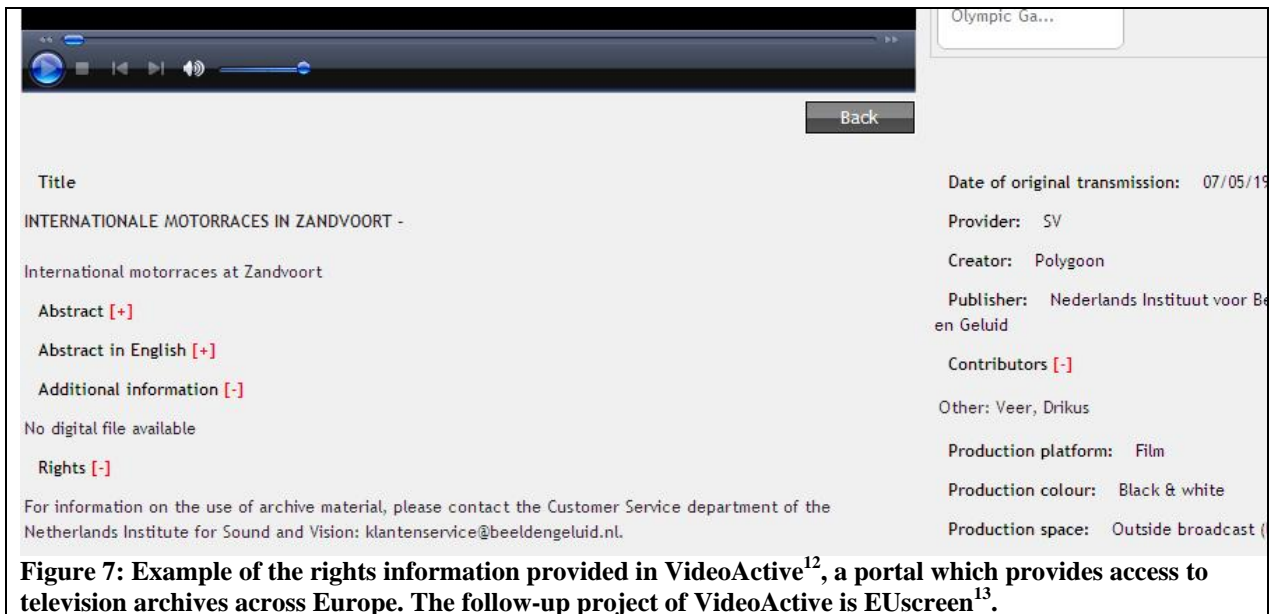 Olympic Ga...
Back
Title
INTERNATIONALE MOTORRACES IN ZANDVOORT -
International motorraces at Zandvoort
Abstract [+]
Abstract in English [+]
Additional information [-]
No digital file available
Rights [-]
For information on the use of archive material, please contact the Customer Service department of the
Netherlands Institute for Sound and Vision: klantenservice@beeldengeluid.nl.
Date of original transmission: 07/05/19
Provider: SV
Creator: Polygoon
Publisher: Nederlands Instituut voor Be
en Geluid
Contributors [-]
Other: Veer, Drikus
Production platform: Film
Production colour: Black & white
Production space: Outside broadcast (
Figure 7: Example of the rights information provided in VideoActive12, a portal which provides access to
television archives across Europe. The follow-up project of VideoActive is EUscreen13.